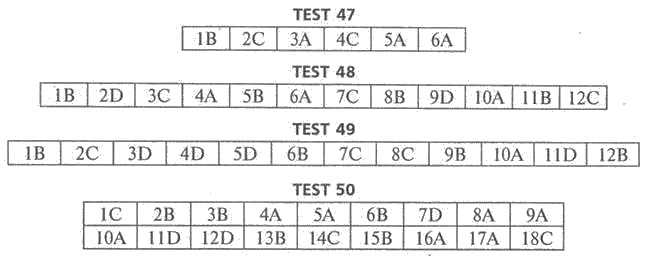 TEST 47
1B 2C 3A 4C 5A 6A
TEST 48
1B 2D 3C 4A 5B 6A 7C 8B 9D 10A 11B 12C
TEST 49
1B 2C 3D 4D 5D 6B 7C 8C 9B 10A 11D 12B
TEST 50
1C 2B 3B 4A 5A 6B 7D 8A 9A
10A 11D 12D 13B 14C 15B 16A 17A 18C